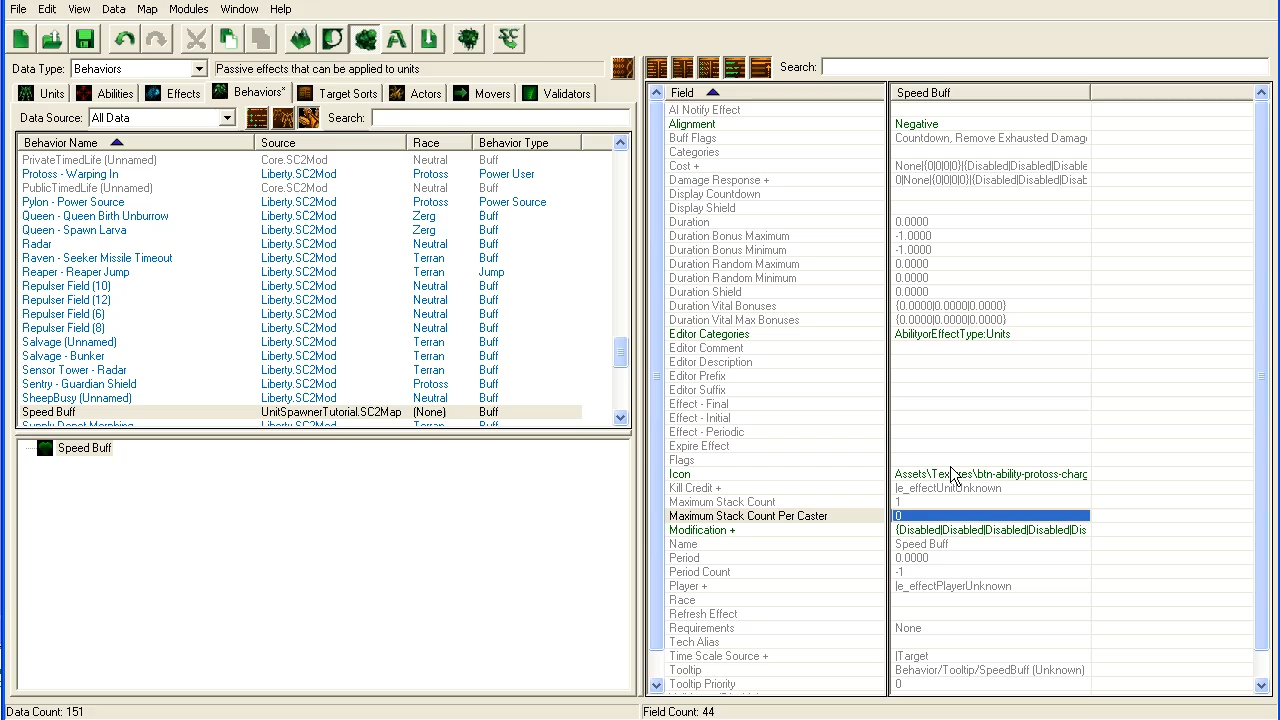 File Edit View Data Map Modules Window Help
Data Type: Behaviors Passive effects that can be applied to units
Search:
Units Abilities Effects Behaviors* Target Sorts Actors Movers Validators
Data Source: All Data Search:
Behavior Name Source Race Behavior Type
PrivateTimedLife (Unnamed) Core.SC2Mod Neutral Buff
Protoss - Warping In Liberty.SC2Mod Protoss Power User
PublicTimedLife (Unnamed) Core.SC2Mod Neutral Buff
Pylon - Power Source Liberty.SC2Mod Protoss Power Source
Queen - Queen Birth Unburrow Liberty.SC2Mod Zerg Buff
Queen - Spawn Larva Liberty.SC2Mod Zerg Buff
Radar Liberty.SC2Mod Neutral Buff
Raven - Seeker Missile Timeout Liberty.SC2Mod Terran Buff
Reaper - Reaper Jump Liberty.SC2Mod Terran Jump
Repulser Field (10) Liberty.SC2Mod Neutral Buff
Repulser Field (12) Liberty.SC2Mod Neutral Buff
Repulser Field (6) Liberty.SC2Mod Neutral Buff
Repulser Field (8) Liberty.SC2Mod Neutral Buff
Salvage (Unnamed) Liberty.SC2Mod Terran Buff
Salvage - Bunker Liberty.SC2Mod Terran Buff
Sensor Tower - Radar Liberty.SC2Mod Terran Buff
Sentry - Guardian Shield Liberty.SC2Mod Protoss Buff
SheepBusy (Unnamed) Liberty.SC2Mod Neutral Buff
Speed Buff UnitSpawnerTutorial.SC2Map (None) Buff
Supply Depot Morphing Liberty.SC2Mod Terran Buff
Speed Buff
Data Count: 151
Field Speed Buff
AI Notify Effect
Alignment Negative
Buff Flags Countdown, Remove Exhausted Damag
Categories
Cost + None|{0|0|0|0}|{Disabled|Disabled|Disable
Damage Response + 0|None|{0|0|0|0}|{Disabled|Disabled|Disab
Display Countdown
Display Shield
Duration 0.0000
Duration Bonus Maximum -1.0000
Duration Bonus Minimum -1.0000
Duration Random Maximum 0.0000
Duration Random Minimum 0.0000
Duration Shield 0.0000
Duration Vital Bonuses {0.0000|0.0000|0.0000}
Duration Vital Max Bonuses {0.0000|0.0000|0.0000}
Editor Categories AbilityorEffectType:Units
Editor Comment
Editor Description
Editor Prefix
Editor Suffix
Effect - Final
Effect - Initial
Effect - Periodic
Expire Effect
Flags
Icon
Kill Credit + |e_effectUnitUnknown
Maximum Stack Count 1
Maximum Stack Count Per Caster 0
Modification + {Disabled|Disabled|Disabled|Disabled|Dis
Name Speed Buff
Period 0.0000
Period Count -1
Player + |e_effectPlayerUnknown
Race
Refresh Effect
Requirements None
Tech Alias
Time Scale Source + |Target
Tooltip Behavior/Tooltip/SpeedBuff (Unknown)
Tooltip Priority 0
Field Count: 44